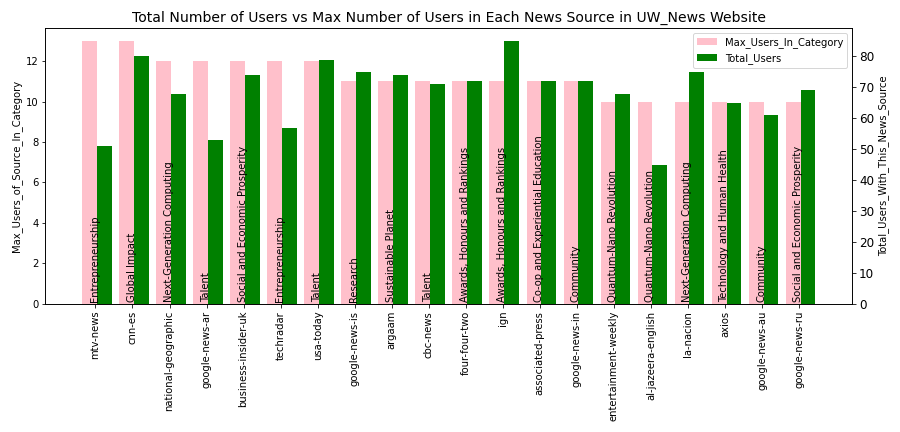 Total Number of Users vs Max Number of Users in Each News Source in UW_News Website
Max_Users_In_Category
Total_Users
Max_Users_of_Source_In_Category
12
10
8
6
4
2
0
Total_Users_With_This_News_Source
80
70
60
50
40
30
20
10
0
Entrepreneurship
Global Impact
Next-Generation Computing
Talent
Social and Economic Prosperity
Entrepreneurship
Talent
Research
Sustainable Planet
Talent
Awards, Honours and Rankings
Awards, Honours and Rankings
Co-op and Experiential Education
Community
Quantum-Nano Revolution
Quantum-Nano Revolution
Next-Generation Computing
Technology and Human Health
Community
Social and Economic Prosperity
mtv-news
cnn-es
national-geographic
google-news-ar
business-insider-uk
techradar
usa-today
google-news-is
argaam
cbc-news
four-four-two
ign
associated-press
google-news-in
entertainment-weekly
al-jazeera-english
la-nacion
axios
google-news-au
google-news-ru